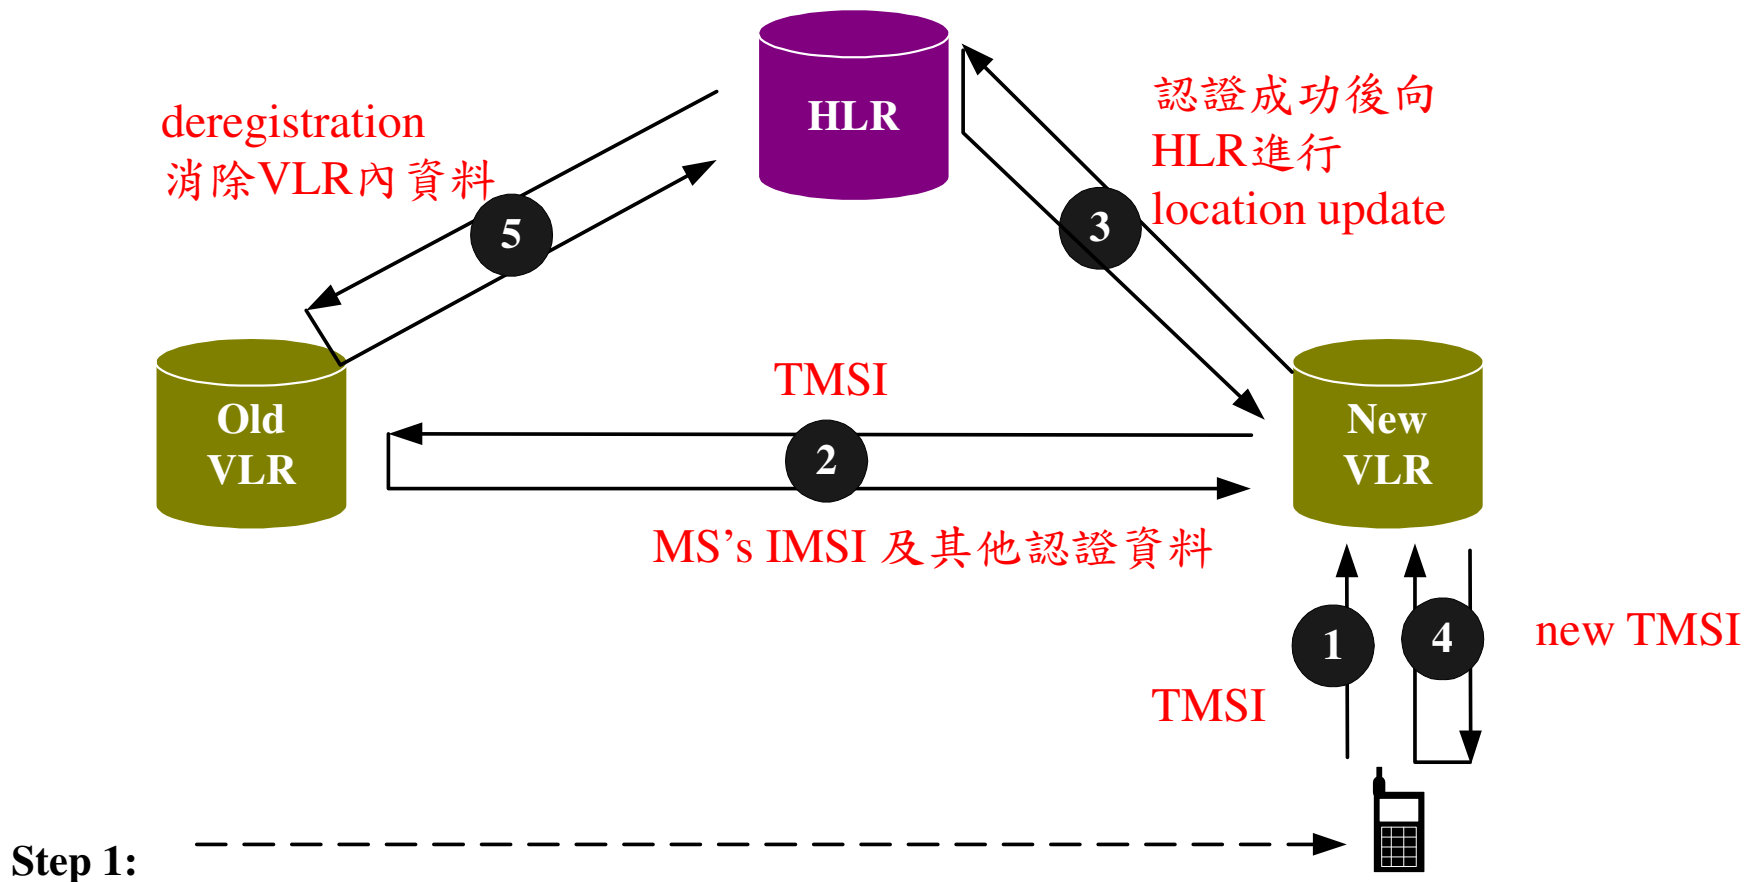 HLR
deregistration
消除VLR內資料
認證成功後向
HLR進行
location update
5
3
TMSI
Old
VLR
New
VLR
2
MS’s IMSI 及其他認證資料
1
4
new TMSI
TMSI
Step 1: